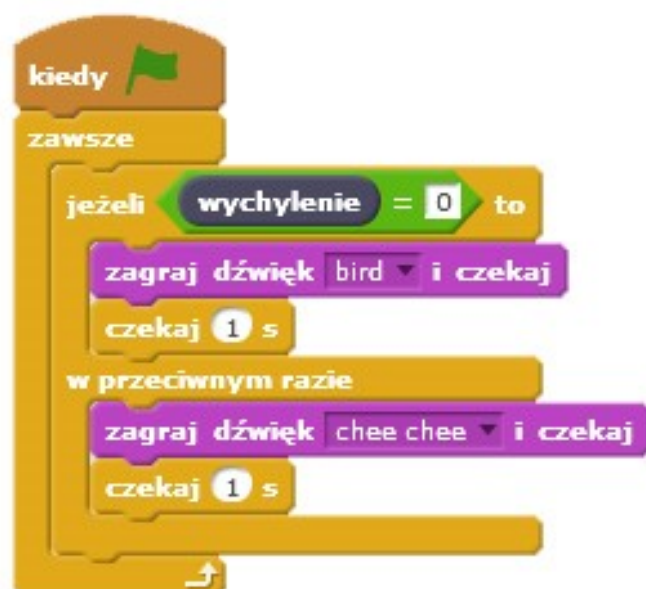 kiedy
zawsze
jeżeli wychylenie = 0 to
zagraj dźwięk bird i czekaj
czekaj 1 s
w przeciwnym razie
zagraj dźwięk chee chee i czekaj
czekaj 1 s